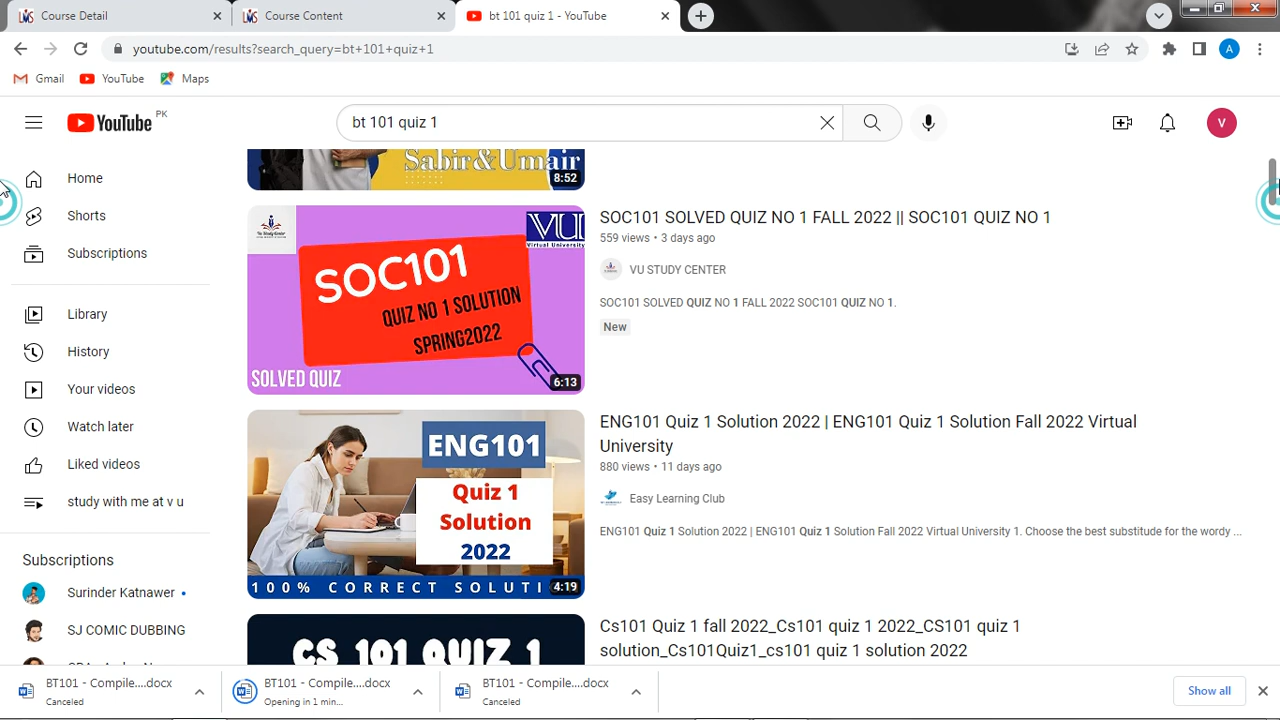 Course Detail
Course Content
bt 101 quiz 1 - YouTube
youtube.com/results?search_query=bt+101+quiz+1
A
Gmail
YouTube
Maps
YouTube PK
bt 101 quiz 1
V
Home
Shorts
Subscriptions
Library
History
Your videos
Watch later
Liked videos
study with me at v u
Subscriptions
Surinder Katnawer
SJ COMIC DUBBING
Sabir&Umair
8:52
VU
Virtual University
SOC101
QUIZ NO 1 SOLUTION
SPRING2022
SOLVED QUIZ
6:13
SOC101 SOLVED QUIZ NO 1 FALL 2022 || SOC101 QUIZ NO 1
559 views • 3 days ago
VU STUDY CENTER
SOC101 SOLVED QUIZ NO 1 FALL 2022 SOC101 QUIZ NO 1.
New
ENG101
Quiz 1
Solution
2022
100% CORRECT SOLUTI
4:19
ENG101 Quiz 1 Solution 2022 | ENG101 Quiz 1 Solution Fall 2022 Virtual
University
880 views • 11 days ago
Easy Learning Club
ENG101 Quiz 1 Solution 2022 | ENG101 Quiz 1 Solution Fall 2022 Virtual University 1. Choose the best substitute for the wordy ...
CS 101 QUIZ 1
Cs101 Quiz 1 fall 2022_Cs101 quiz 1 2022_CS101 quiz 1
solution_Cs101Quiz1_cs101 quiz 1 solution 2022
BT101 - Compile....docx
Canceled
BT101 - Compile....docx
Opening in 1 min...
BT101 - Compile....docx
Canceled
Show all